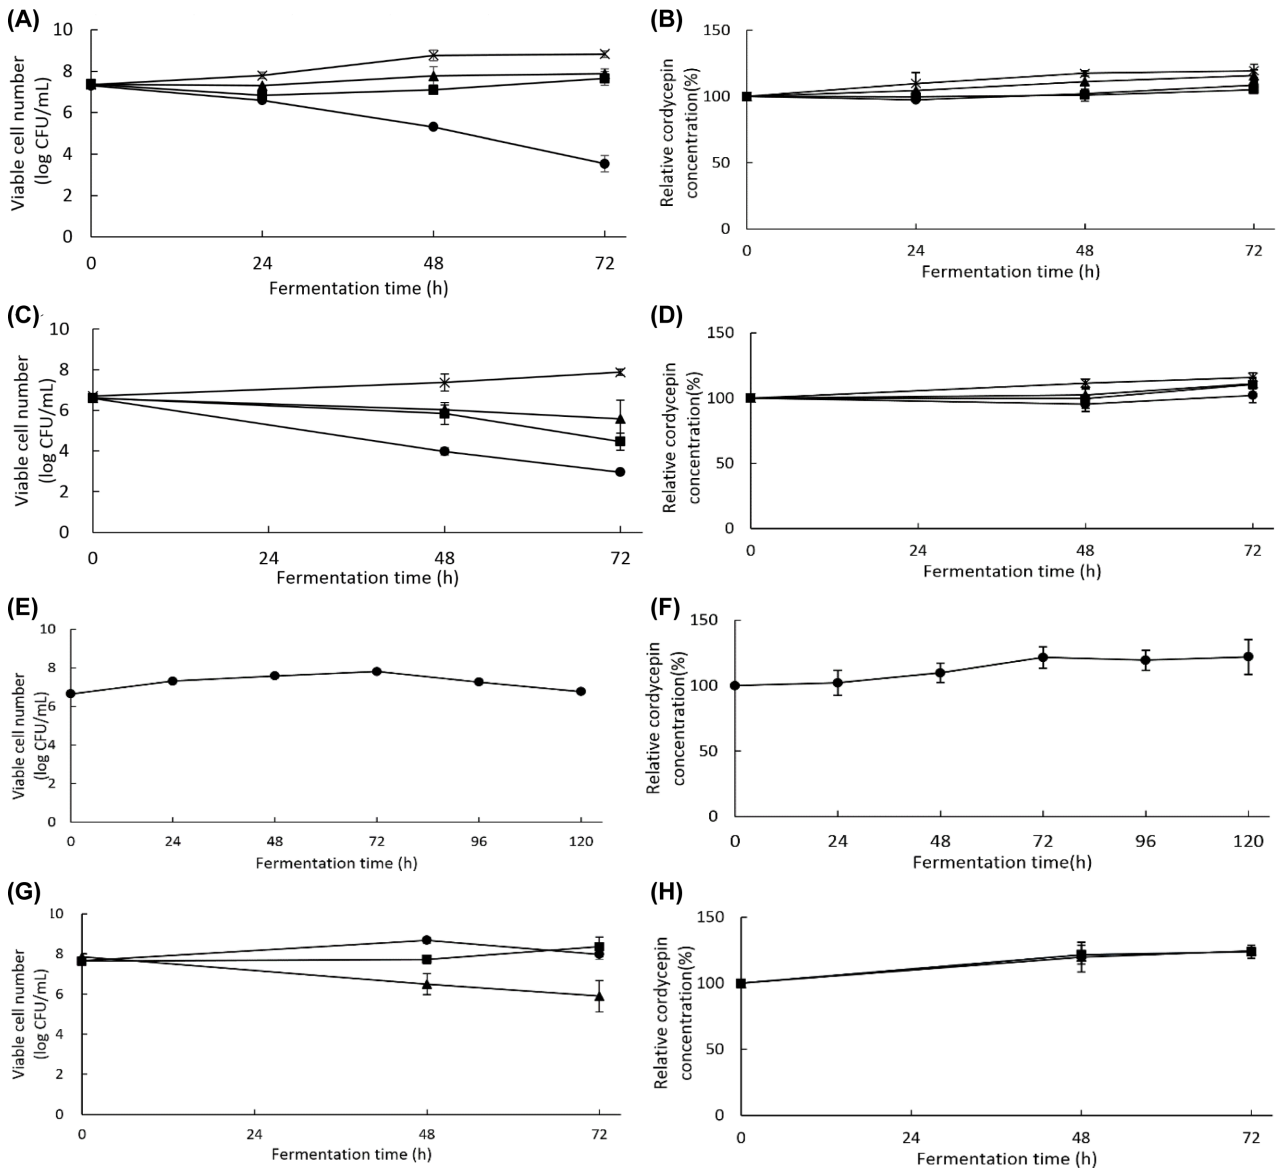 (A)
Viable cell number
(log CFU/mL)
10
8
6
4
2
0
0 24 48 72
Fermentation time (h)
(B)
Relative cordycepin
concentration(%)
150
100
50
0
0 24 48 72
Fermentation time (h)
(C)
Viable cell number
(log CFU/mL)
10
8
6
4
2
0
0 24 48 72
Fermentation time (h)
(D)
Relative cordycepin
concentration(%)
150
100
50
0
0 24 48 72
Fermentation time (h)
(E)
Viable cell number
(log CFU/mL)
10
8
6
4
2
0
0 24 48 72 96 120
Fermentation time (h)
(F)
Relative cordycepin
concentration(%)
150
100
50
0
0 24 48 72 96 120
Fermentation time(h)
(G)
Viable cell number
(log CFU/mL)
10
8
6
4
2
0
0 24 48 72
Fermentation time (h)
(H)
Relative cordycepin
concentration(%)
150
100
50
0
0 24 48 72
Fermentation time (h)